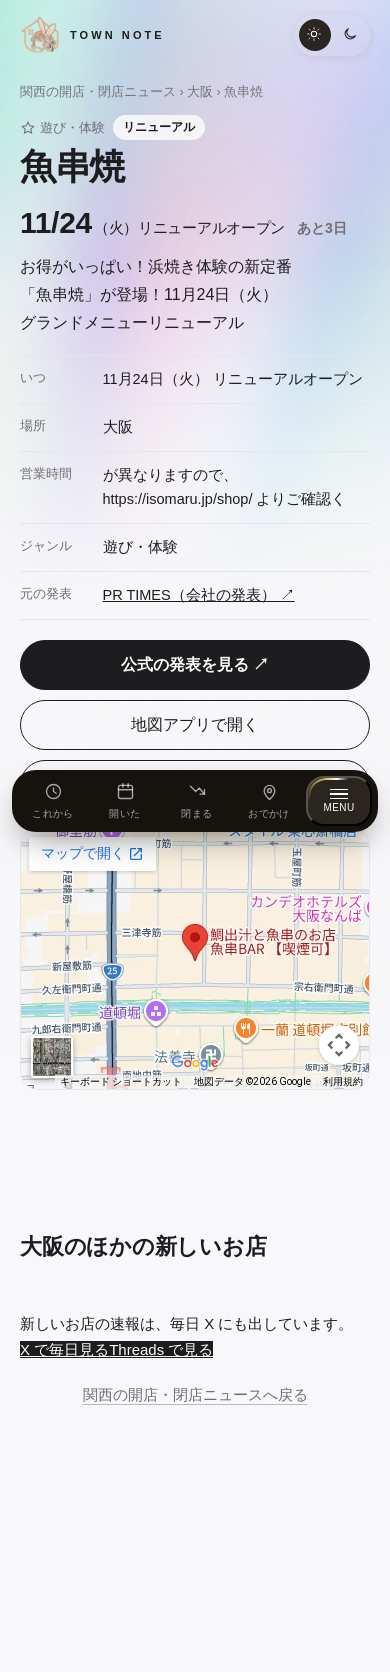 TOWN NOTE
関西の開店・閉店ニュース › 大阪 › 魚串焼
遊び・体験 リニューアル
魚串焼
11/24（火）リニューアルオープン あと3日
お得がいっぱい！浜焼き体験の新定番
「魚串焼」が登場！11月24日（火）
グランドメニューリニューアル
いつ 11月24日（火） リニューアルオープン
場所 大阪
営業時間 が異なりますので、
https://isomaru.jp/shop/ よりご確認く
ジャンル 遊び・体験
元の発表 PR TIMES（会社の発表） ↗
公式の発表を見る ↗
地図アプリで開く
これから 開いた 閉まる おでかけ MENU
マップで開く
玉屋町筋
カンデオホテルズ
大阪なんば
三津寺筋
鯛出汁と魚串のお店
魚串BAR 【喫煙可】
新屋敷筋
25
久左衛門町通
宗右衛門町通
道頓堀
九郎右衛門町通
一蘭 道頓堀
法善寺
坂町通
Google
キーボード ショートカット 地図データ ©2026 Google 利用規約
大阪のほかの新しいお店
新しいお店の速報は、毎日 X にも出しています。
X で毎日見るThreads で見る
関西の開店・閉店ニュースへ戻る